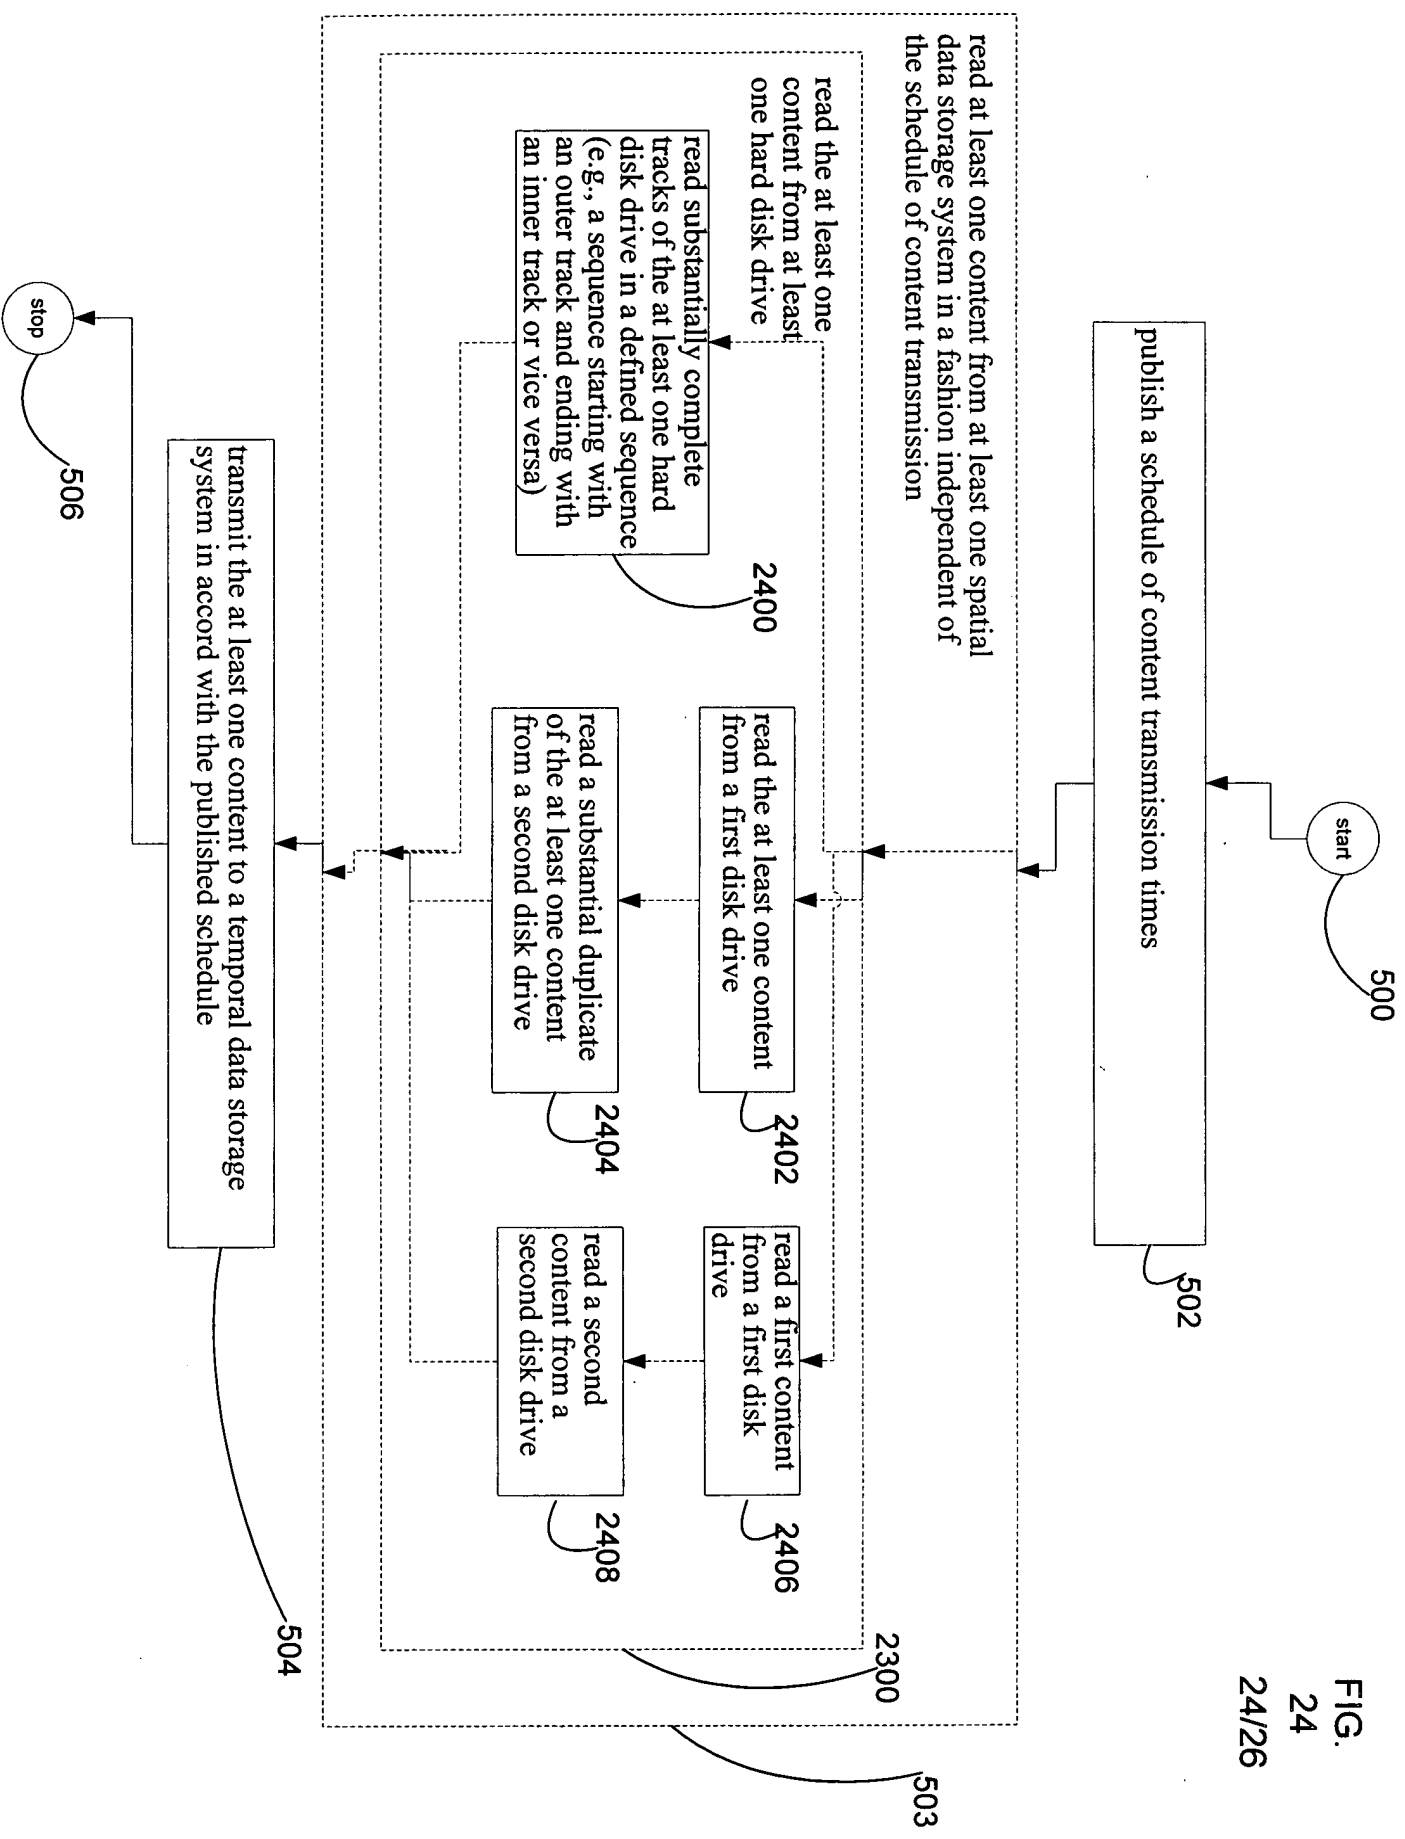 start
500
publish a schedule of content transmission times
502
read at least one content from at least one spatial
data storage system in a fashion independent of
the schedule of content transmission
read the at least one
content from at least
one hard disk drive
read substantially complete
tracks of the at least one hard
disk drive in a defined sequence
(e.g., a sequence starting with
an outer track and ending with
an inner track or vice versa)
2400
read the at least one content
from a first disk drive
2402
read a substantial duplicate
of the at least one content
from a second disk drive
2404
read a first content
from a first disk
drive
2406
read a second
content from a
second disk drive
2408
2300
503
transmit the at least one content to a temporal data storage
system in accord with the published schedule
504
stop
506
FIG.
24
24/26